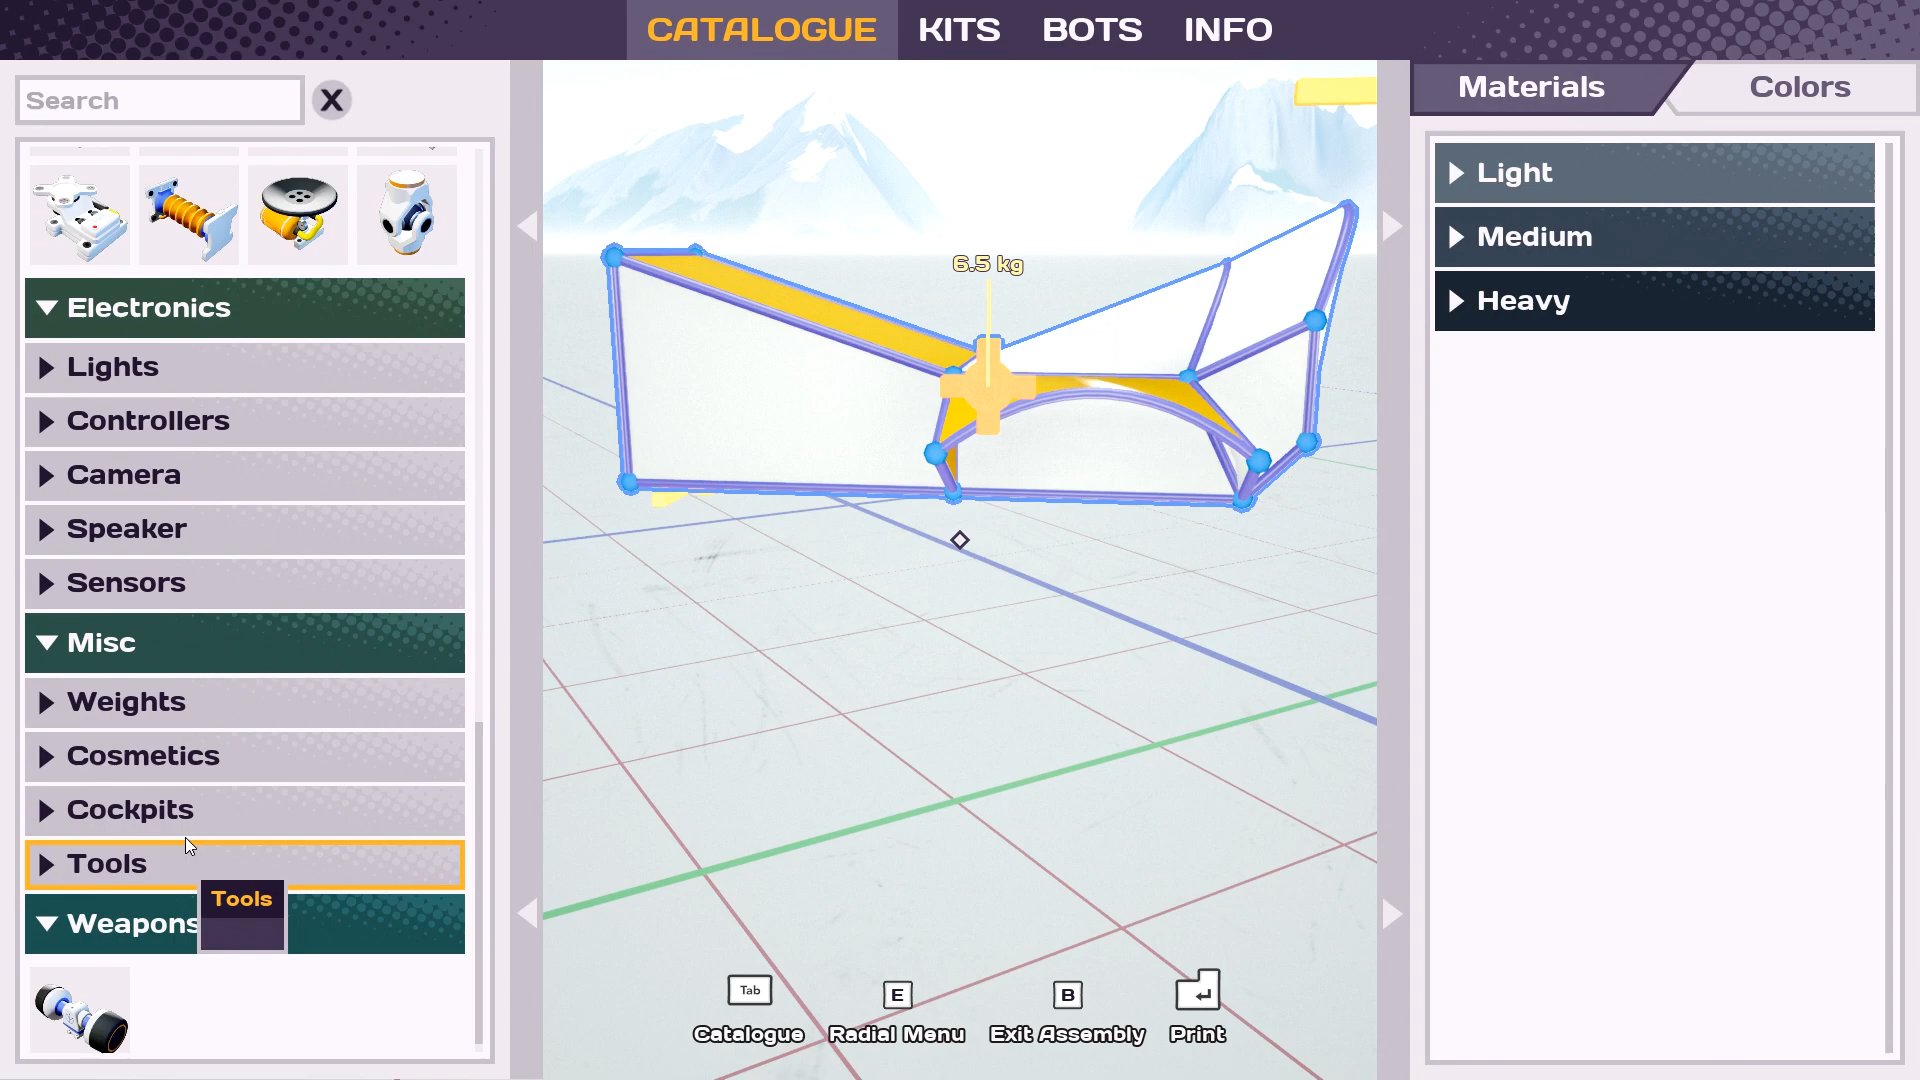 CATALOGUE
KITS
BOTS
INFO
Search
X
Materials
Colors
Light
Medium
Heavy
6.5 kg
Electronics
Lights
Controllers
Camera
Speaker
Sensors
Misc
Weights
Cosmetics
Cockpits
Tools
Tools
Weapons
Tab
E
B
Catalogue
Radial Menu
Exit Assembly
Print